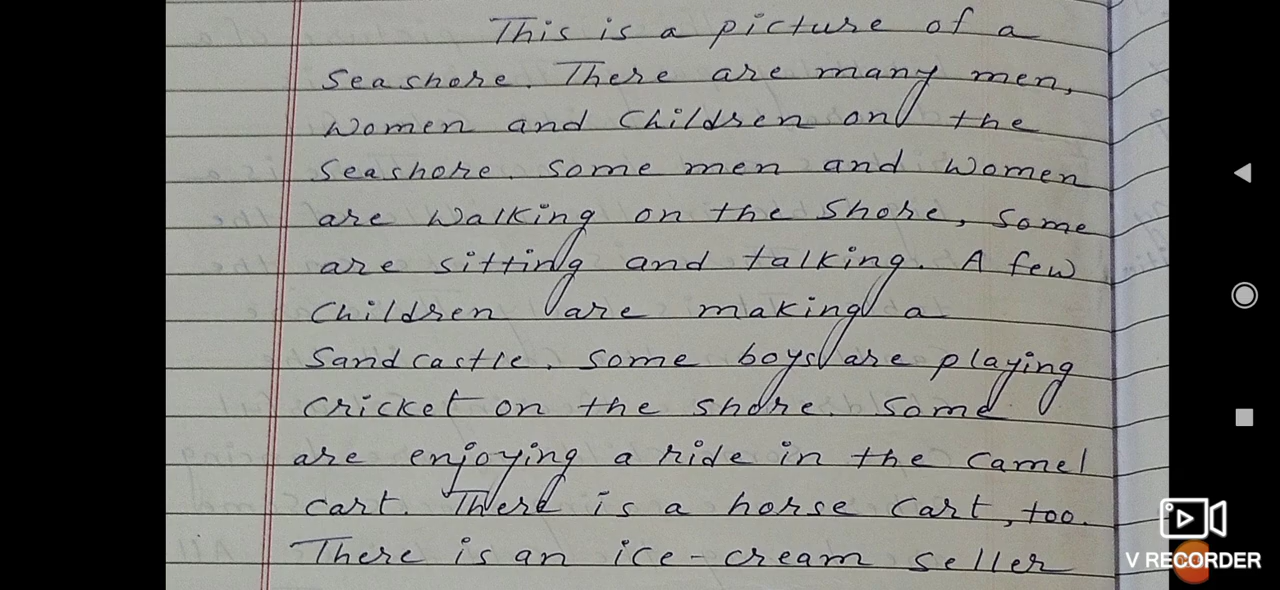 This is a picture of a
Seashore. There are many men,
Women and Children on the
Seashore. Some men and Women
are Walking on the Shore, Some
are sitting and talking. A few
Children are making a
Sandcastle. Some boys are playing
Cricket on the shore. Some
are enjoying a ride in the Camel
Cart. There is a horse Cart, too.
There is an ice-cream seller
V RECORDER